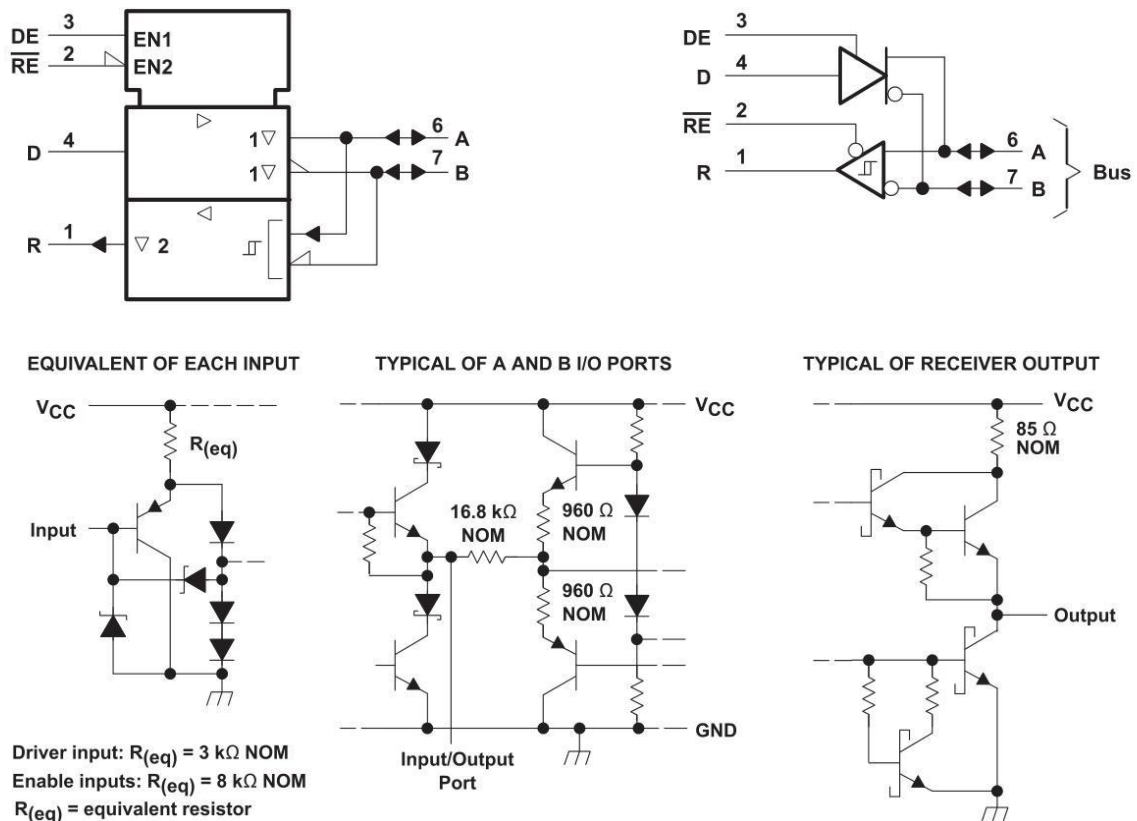 DE 3 EN1
RE 2 EN2
D 4
1 6 A
1 7 B
R 1 2
DE 3
D 4
RE 2
R 1
6 A
7 B
Bus
EQUIVALENT OF EACH INPUT
VCC
R(eq)
Input
Driver input: R(eq) = 3 kΩ NOM
Enable inputs: R(eq) = 8 kΩ NOM
R(eq) = equivalent resistor
TYPICAL OF A AND B I/O PORTS
VCC
16.8 kΩ
NOM
960 Ω
NOM
960 Ω
NOM
GND
Input/Output
Port
TYPICAL OF RECEIVER OUTPUT
VCC
85 Ω
NOM
Output